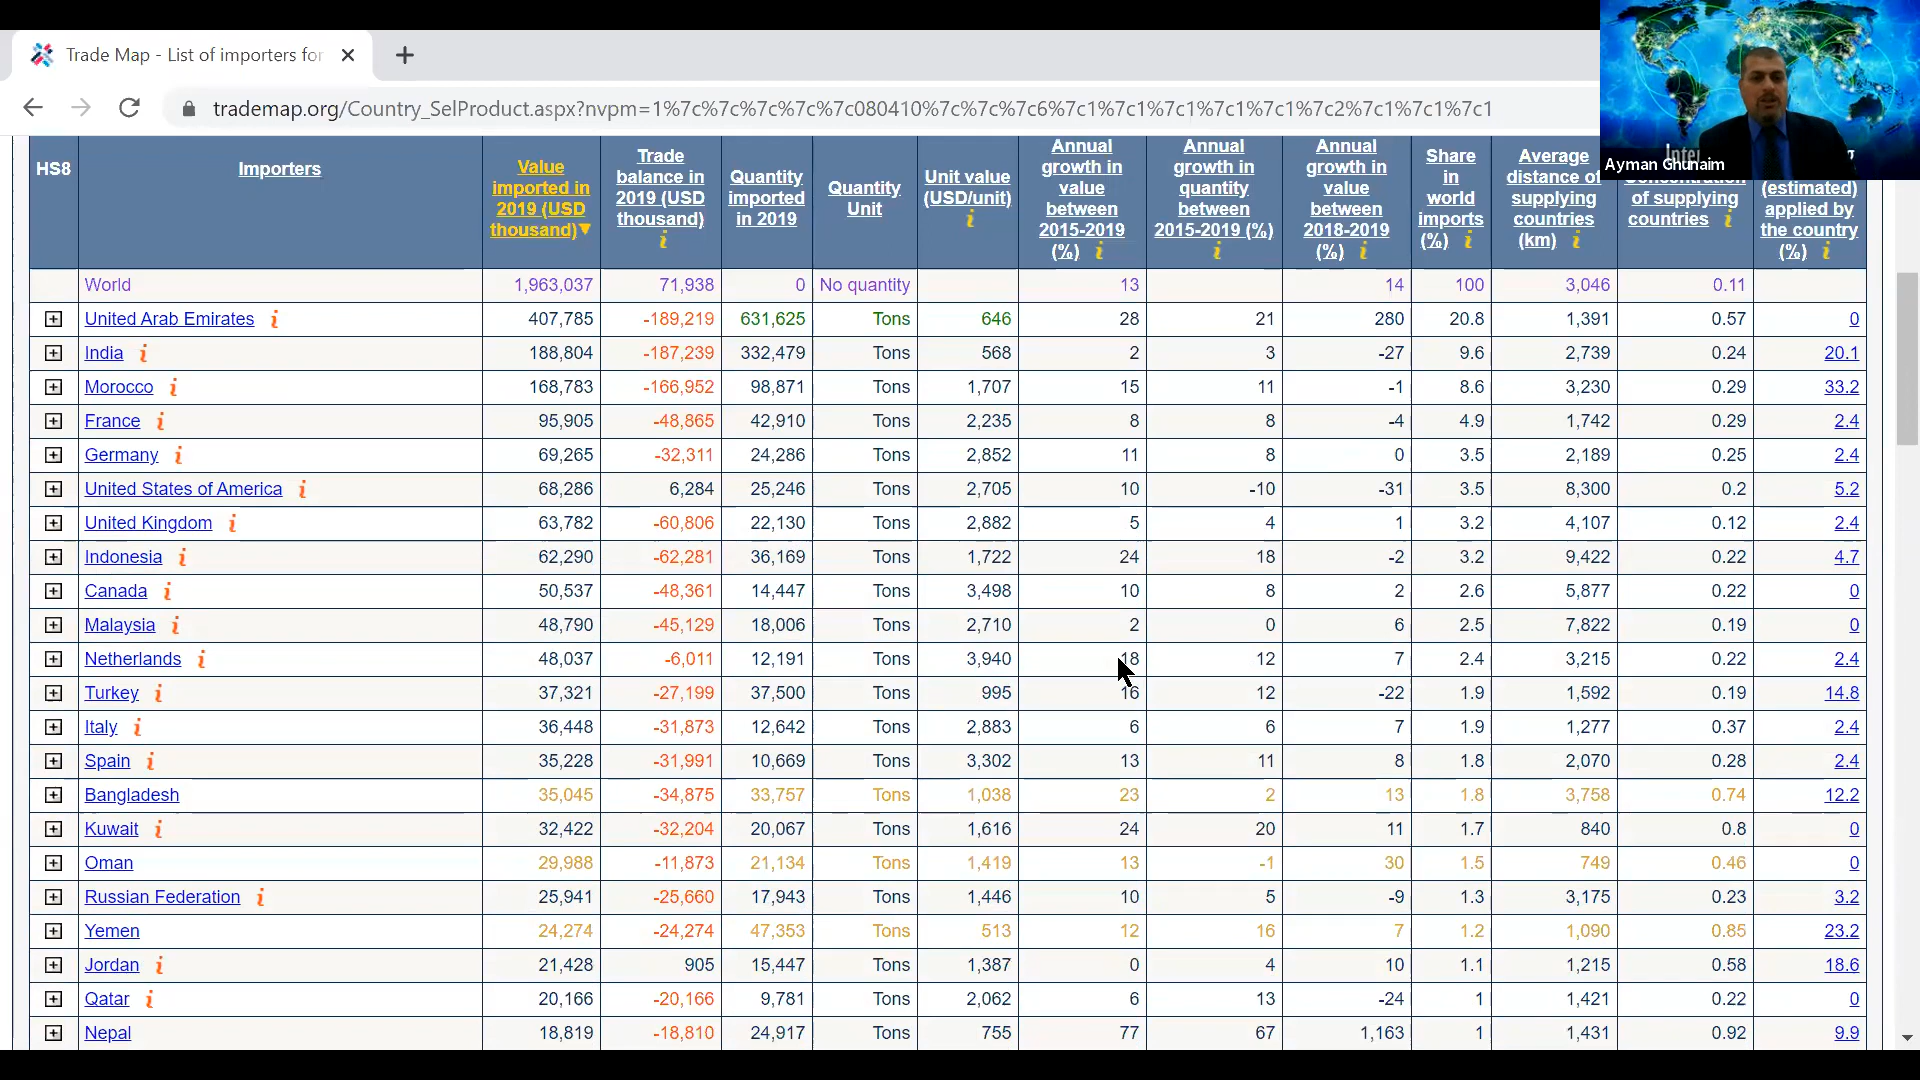 Trade Map - List of importers for
trademap.org/Country_SelProduct.aspx?nvpm=1%7c%7c%7c%7c%7c080410%7c%7c%7c6%7c1%7c1%7c1%7c1%7c1%7c2%7c1%7c1%7c1
Ayman Ghunaim
HS8
Importers
Value
imported in
2019 (USD
thousand)▼
Trade
balance in
2019 (USD
thousand)
i
Quantity
imported
in 2019
Quantity
Unit
Unit value
(USD/unit)
i
Annual
growth in
value
between
2015-2019
(%) i
Annual
growth in
quantity
between
2015-2019 (%)
i
Annual
growth in
value
between
2018-2019
(%) i
Share
in
world
imports
(%) i
Average
distance of
supplying
countries
(km) i
Concentration
of supplying
countries i
(estimated)
applied by
the country
(%) i
World 1,963,037 71,938 0 No quantity 13 14 100 3,046 0.11
+ United Arab Emirates i 407,785 -189,219 631,625 Tons 646 28 21 280 20.8 1,391 0.57 0
+ India i 188,804 -187,239 332,479 Tons 568 2 3 -27 9.6 2,739 0.24 20.1
+ Morocco i 168,783 -166,952 98,871 Tons 1,707 15 11 -1 8.6 3,230 0.29 33.2
+ France i 95,905 -48,865 42,910 Tons 2,235 8 8 -4 4.9 1,742 0.29 2.4
+ Germany i 69,265 -32,311 24,286 Tons 2,852 11 8 0 3.5 2,189 0.25 2.4
+ United States of America i 68,286 6,284 25,246 Tons 2,705 10 -10 -31 3.5 8,300 0.2 5.2
+ United Kingdom i 63,782 -60,806 22,130 Tons 2,882 5 4 1 3.2 4,107 0.12 2.4
+ Indonesia i 62,290 -62,281 36,169 Tons 1,722 24 18 -2 3.2 9,422 0.22 4.7
+ Canada i 50,537 -48,361 14,447 Tons 3,498 10 8 2 2.6 5,877 0.22 0
+ Malaysia i 48,790 -45,129 18,006 Tons 2,710 2 0 6 2.5 7,822 0.19 0
+ Netherlands i 48,037 -6,011 12,191 Tons 3,940 18 12 7 2.4 3,215 0.22 2.4
+ Turkey i 37,321 -27,199 37,500 Tons 995 16 12 -22 1.9 1,592 0.19 14.8
+ Italy i 36,448 -31,873 12,642 Tons 2,883 6 6 7 1.9 1,277 0.37 2.4
+ Spain i 35,228 -31,991 10,669 Tons 3,302 13 11 8 1.8 2,070 0.28 2.4
+ Bangladesh 35,045 -34,875 33,757 Tons 1,038 23 2 13 1.8 3,758 0.74 12.2
+ Kuwait i 32,422 -32,204 20,067 Tons 1,616 24 20 11 1.7 840 0.8 0
+ Oman 29,988 -11,873 21,134 Tons 1,419 13 -1 30 1.5 749 0.46 0
+ Russian Federation i 25,941 -25,660 17,943 Tons 1,446 10 5 -9 1.3 3,175 0.23 3.2
+ Yemen 24,274 -24,274 47,353 Tons 513 12 16 7 1.2 1,090 0.85 23.2
+ Jordan i 21,428 905 15,447 Tons 1,387 0 4 10 1.1 1,215 0.58 18.6
+ Qatar i 20,166 -20,166 9,781 Tons 2,062 6 13 -24 1 1,421 0.22 0
+ Nepal 18,819 -18,810 24,917 Tons 755 77 67 1,163 1 1,431 0.92 9.9